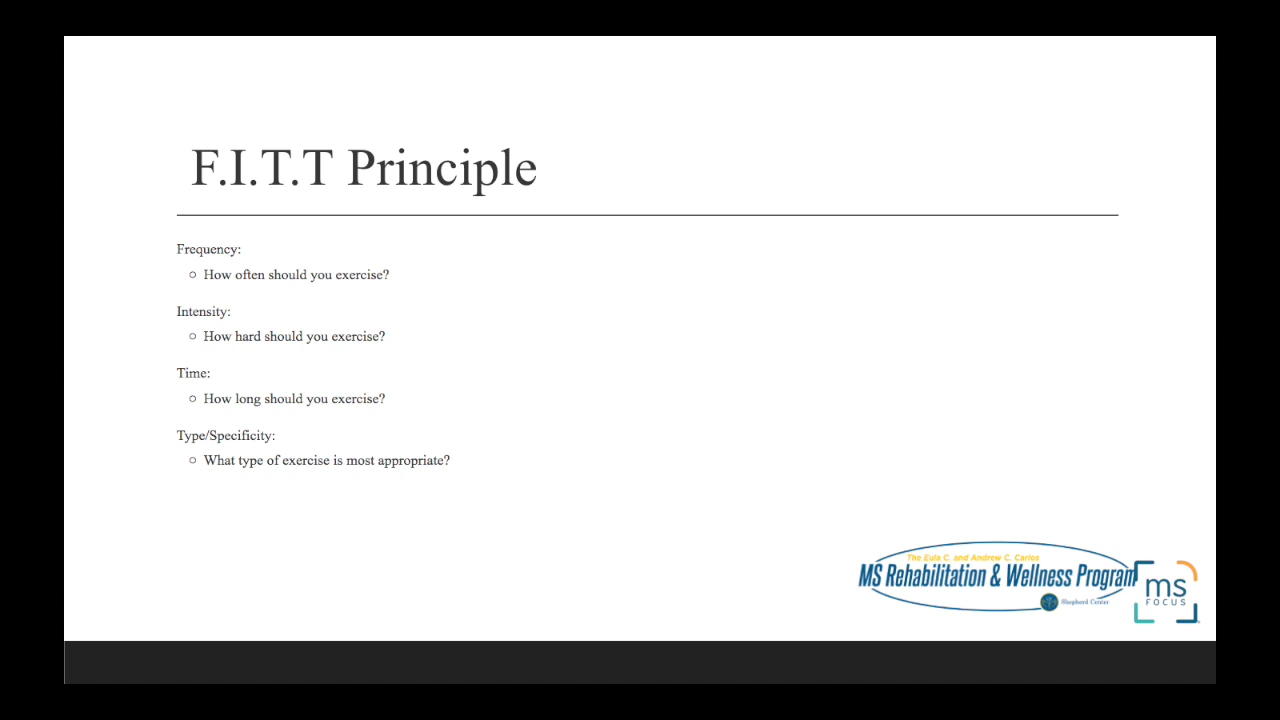 F.I.T.T Principle
Frequency:
How often should you exercise?
Intensity:
How hard should you exercise?
Time:
How long should you exercise?
Type/Specificity:
What type of exercise is most appropriate?
The Eula C. and Andrew C. Carlos
MS Rehabilitation & Wellness Program
Shepherd Center
ms
FOCUS